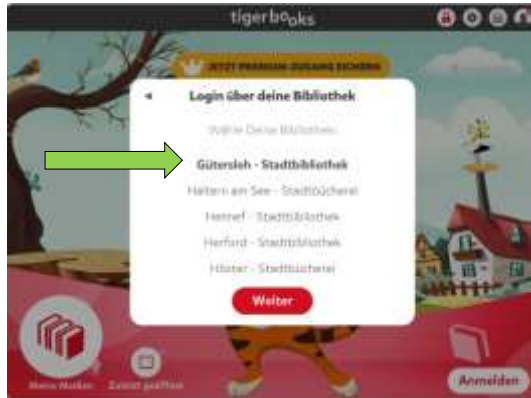 tigerbooks
JETZT PREMIUM-ZUGANG SICHERN
Login über deine Bibliothek
Wähle Deine Bibliothek:
Gütersloh - Stadtbibliothek
Haltern am See - Stadtbücherei
Hennef - Stadtbibliothek
Herford - Stadtbibliothek
Höxter - Stadtbücherei
Weiter
Meine Medien
Zuletzt geöffnet
Anmelden